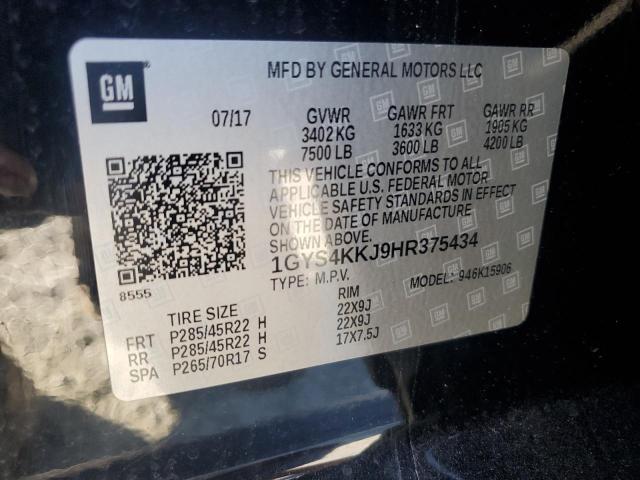 GM
MFD BY GENERAL MOTORS LLC
07/17 GVWR GAWR FRT GAWR RR
3402 KG 1633 KG 1905 KG
7500 LB 3600 LB 4200 LB
THIS VEHICLE CONFORMS TO ALL
APPLICABLE U.S. FEDERAL MOTOR
VEHICLE SAFETY STANDARDS IN EFFECT
ON THE DATE OF MANUFACTURE
SHOWN ABOVE.
1GYS4KKJ9HR375434
TYPE: M.P.V. MODEL: 946K15906
8555
TIRE SIZE RIM
FRT P285/45R22 H 22X9J
RR P285/45R22 H 22X9J
SPA P265/70R17 S 17X7.5J